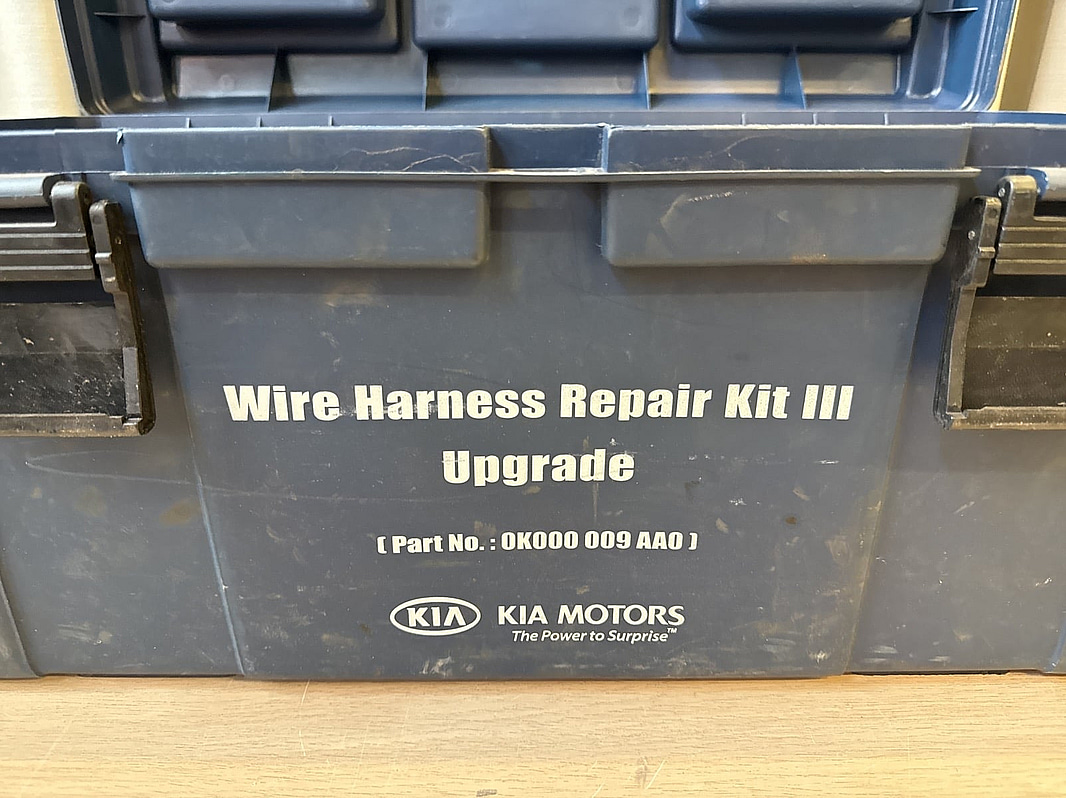 Wire Harness Repair Kit III
Upgrade
( Part No. : 0K000 009 AA0 )
KIA KIA MOTORS
The Power to Surprise™